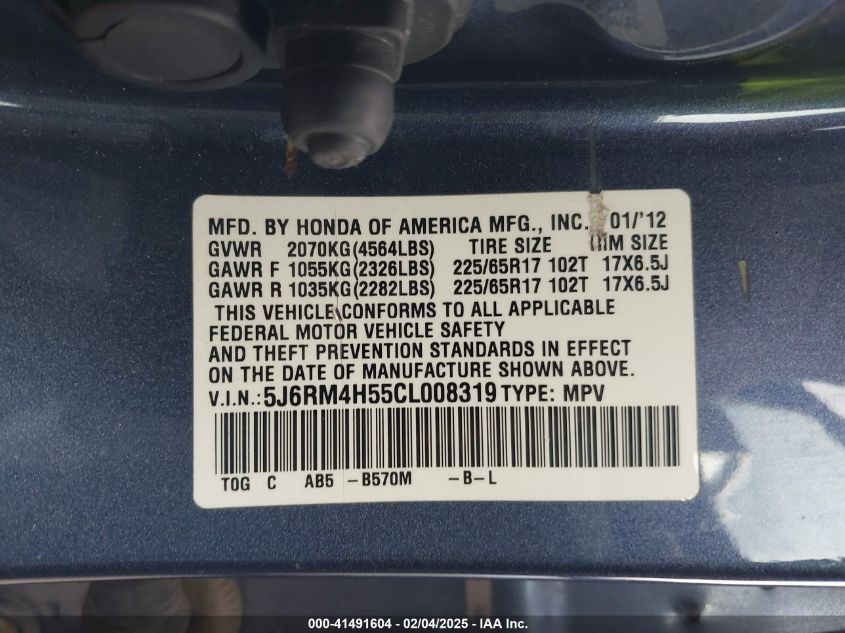 MFD. BY HONDA OF AMERICA MFG., INC. 01/'12
GVWR 2070KG(4564LBS) TIRE SIZE RIM SIZE
GAWR F 1055KG(2326LBS) 225/65R17 102T 17X6.5J
GAWR R 1035KG(2282LBS) 225/65R17 102T 17X6.5J
THIS VEHICLE CONFORMS TO ALL APPLICABLE
FEDERAL MOTOR VEHICLE SAFETY
AND THEFT PREVENTION STANDARDS IN EFFECT
ON THE DATE OF MANUFACTURE SHOWN ABOVE.
V.I.N.:5J6RM4H55CL008319 TYPE: MPV
TOG C AB5 -B570M -B-L
000-41491604 - 02/04/2025 - IAA Inc.